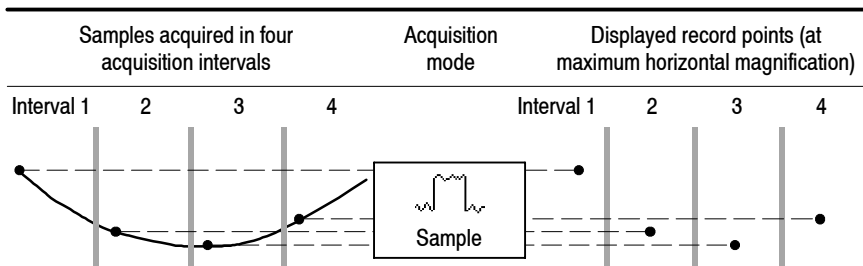 Samples acquired in four
acquisition intervals
Acquisition
mode
Displayed record points (at
maximum horizontal magnification)
Interval 1 2 3 4 Interval 1 2 3 4
Sample